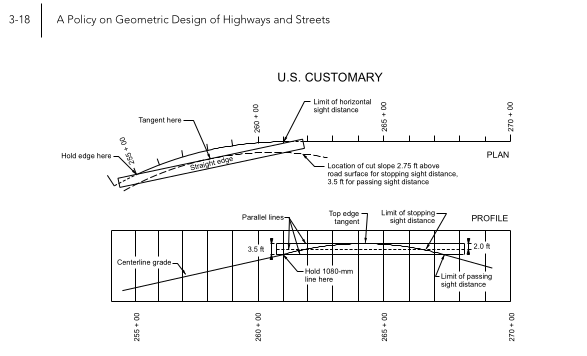 3-18
A Policy on Geometric Design of Highways and Streets
U.S. CUSTOMARY
Limit of horizontal
sight distance
Tangent here
260 + 00
265 + 00
270 + 00
255 + 00
Hold edge here
Straight edge
PLAN
Location of cut slope 2.75 ft above
road surface for stopping sight distance,
3.5 ft for passing sight distance
Parallel lines
Top edge
tangent
Limit of stopping
sight distance
PROFILE
3.5 ft
2.0 ft
Centerline grade
Hold 1080-mm
line here
Limit of passing
sight distance
255 + 00
260 + 00
265 + 00
270 + 00